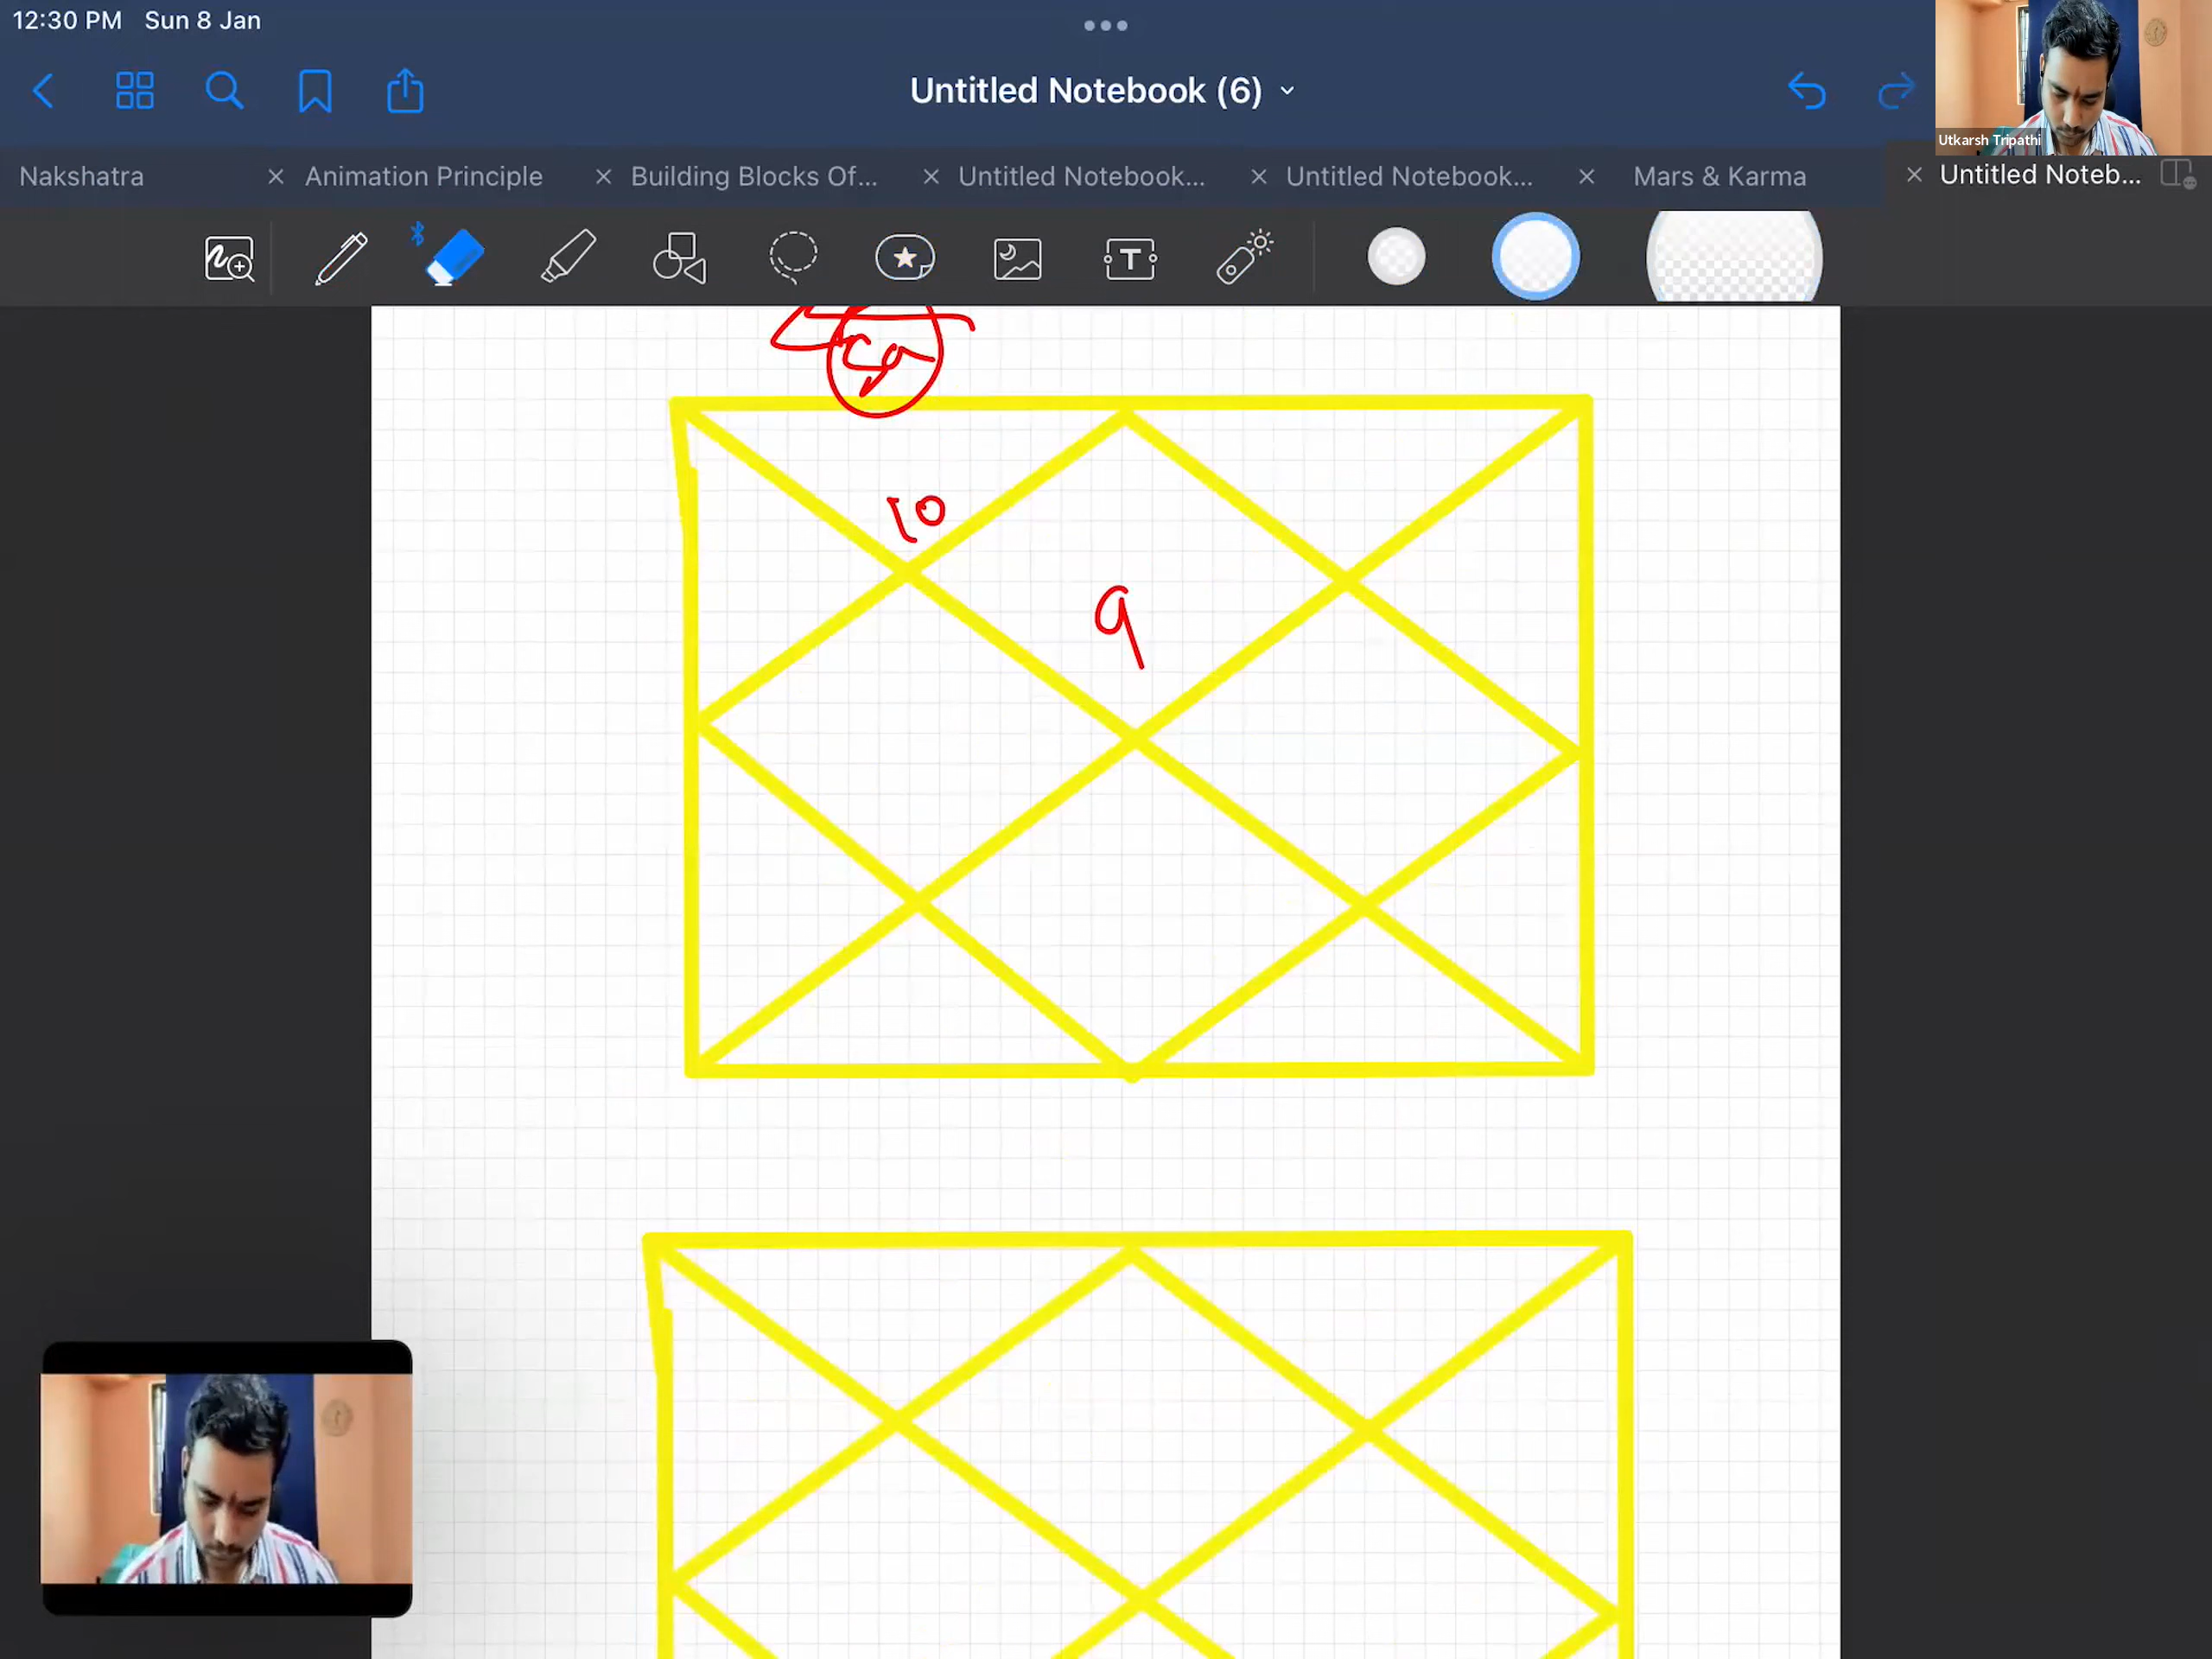 12:30 PM Sun 8 Jan
Untitled Notebook (6)
Utkarsh Tripathi
Nakshatra
Animation Principle
Building Blocks Of...
Untitled Notebook...
Untitled Notebook...
Mars & Karma
Untitled Noteb...
T
10
9